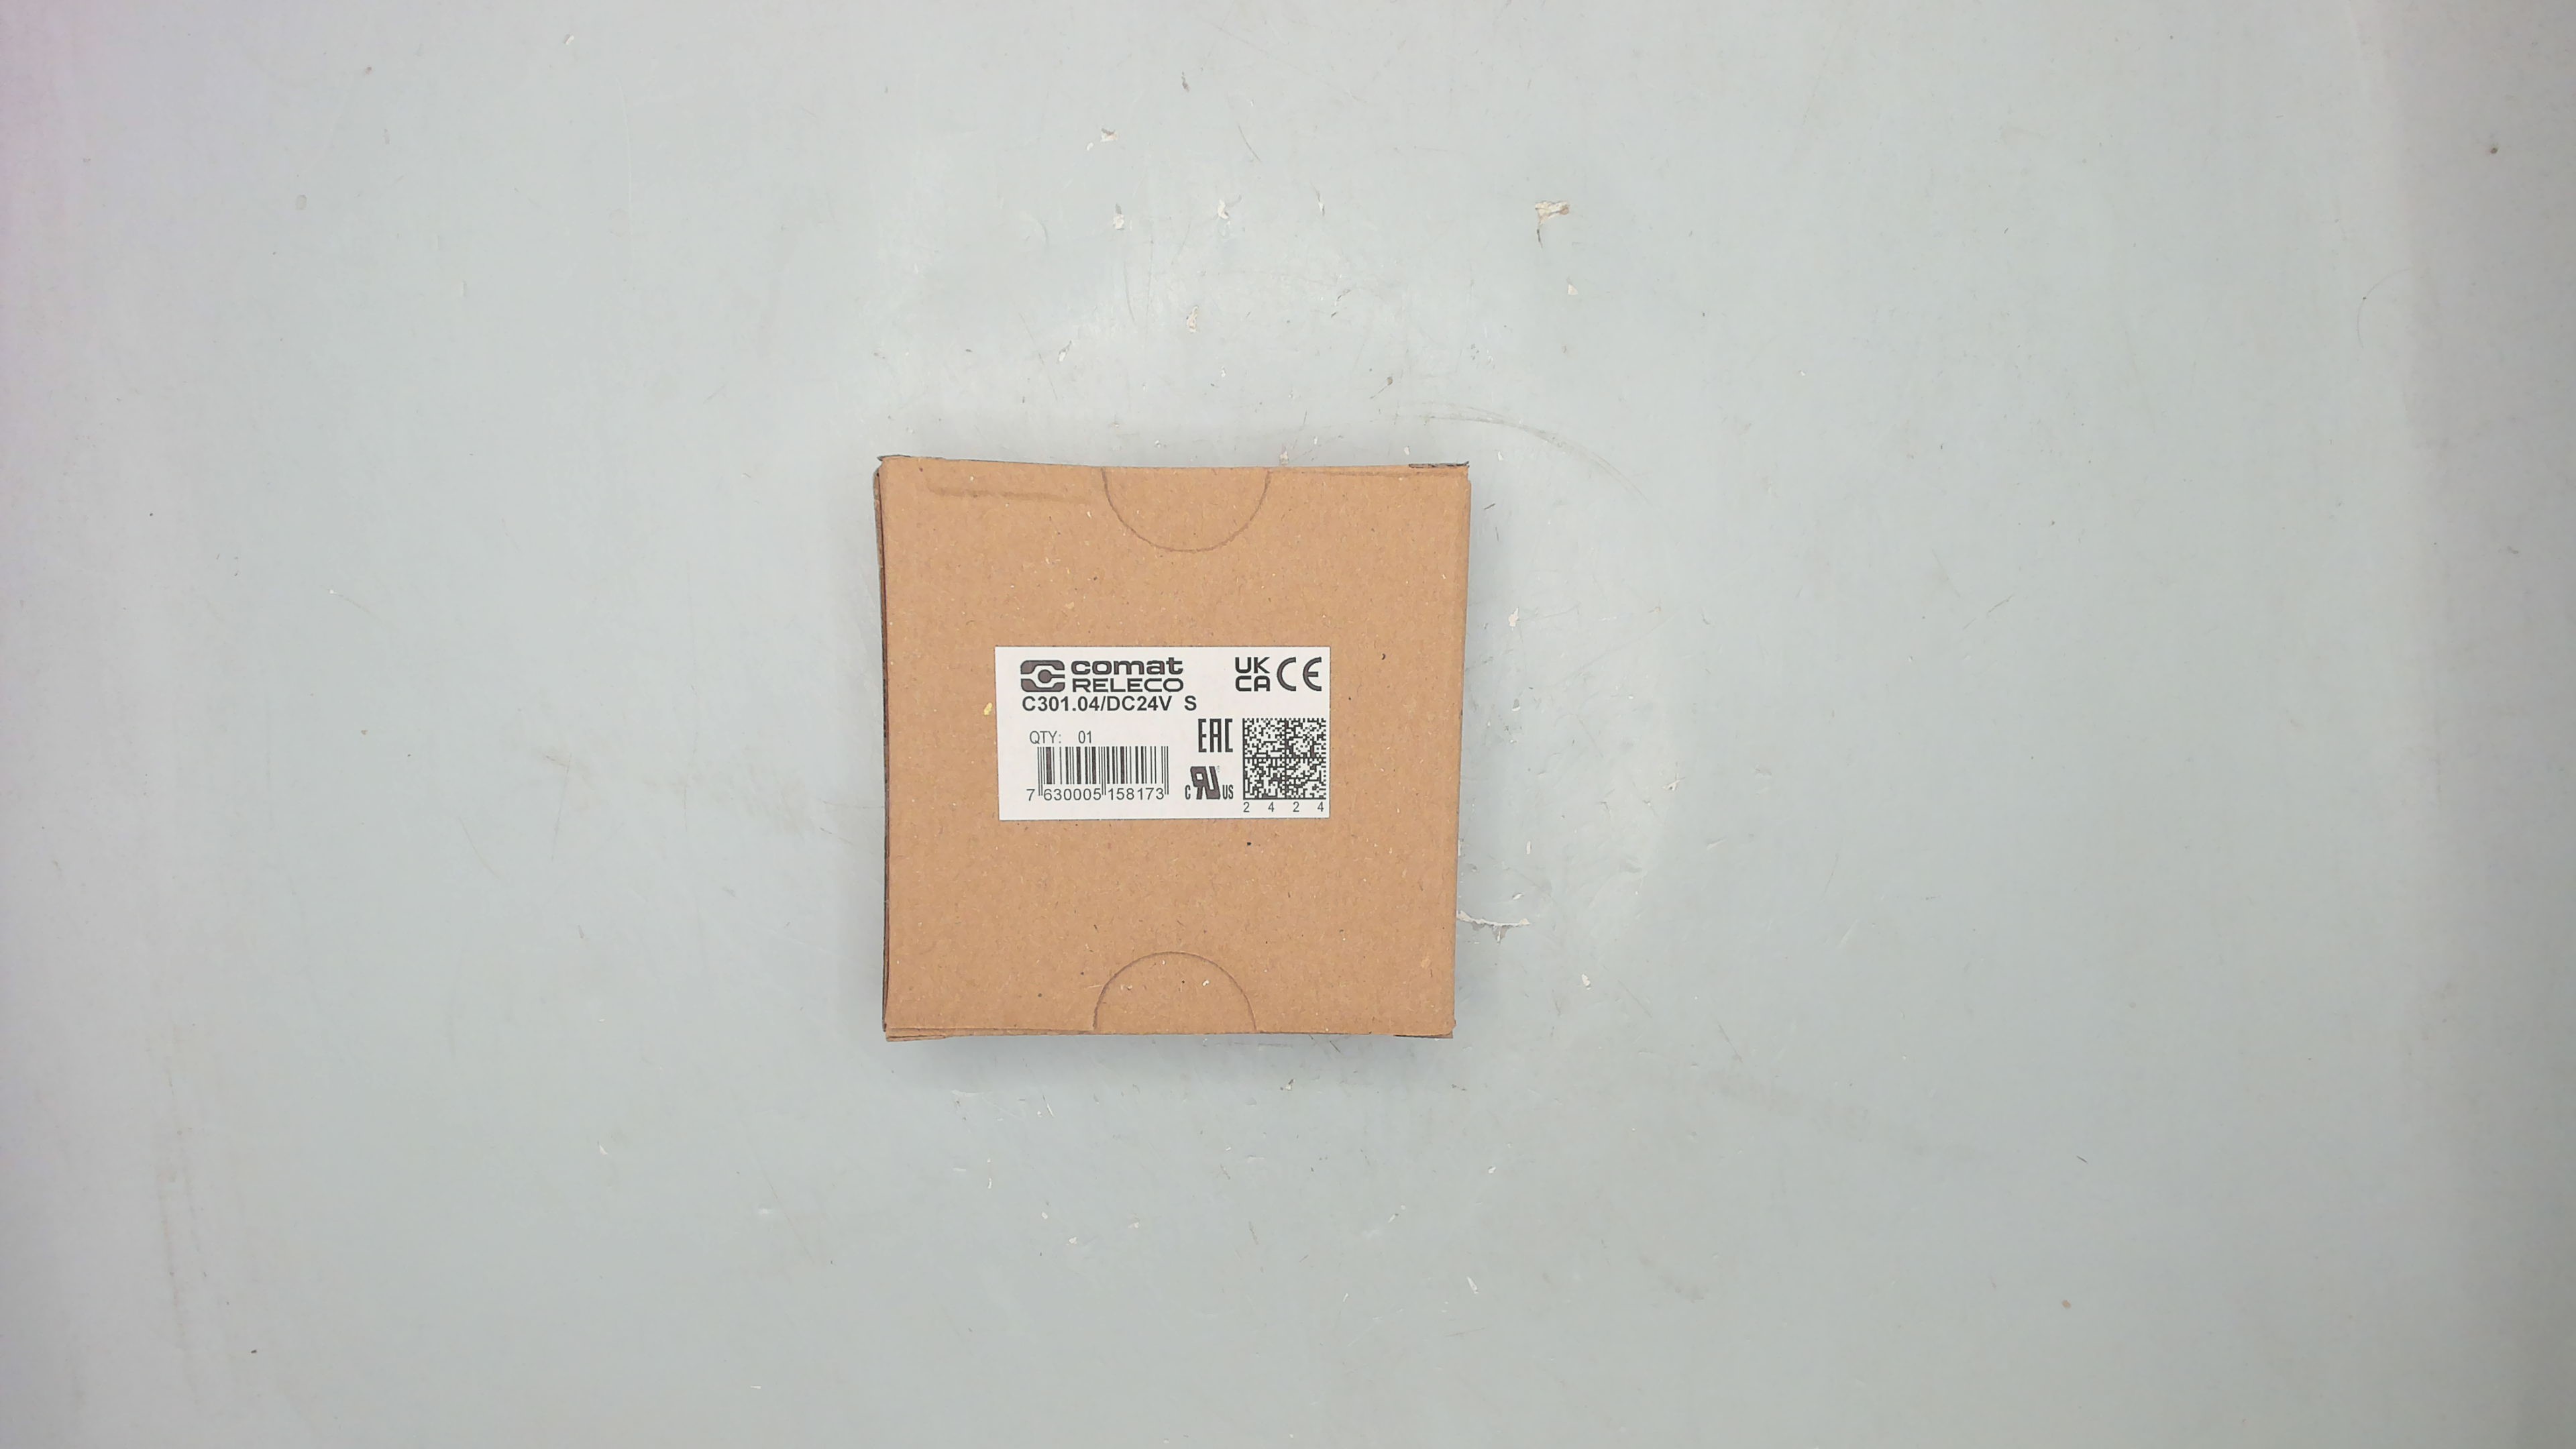 comat
RELECO
UK
CA CE
C301.04/DC24V S
QTY: 01
EAC
7 630005 158173
C RU US
2 4 2 4